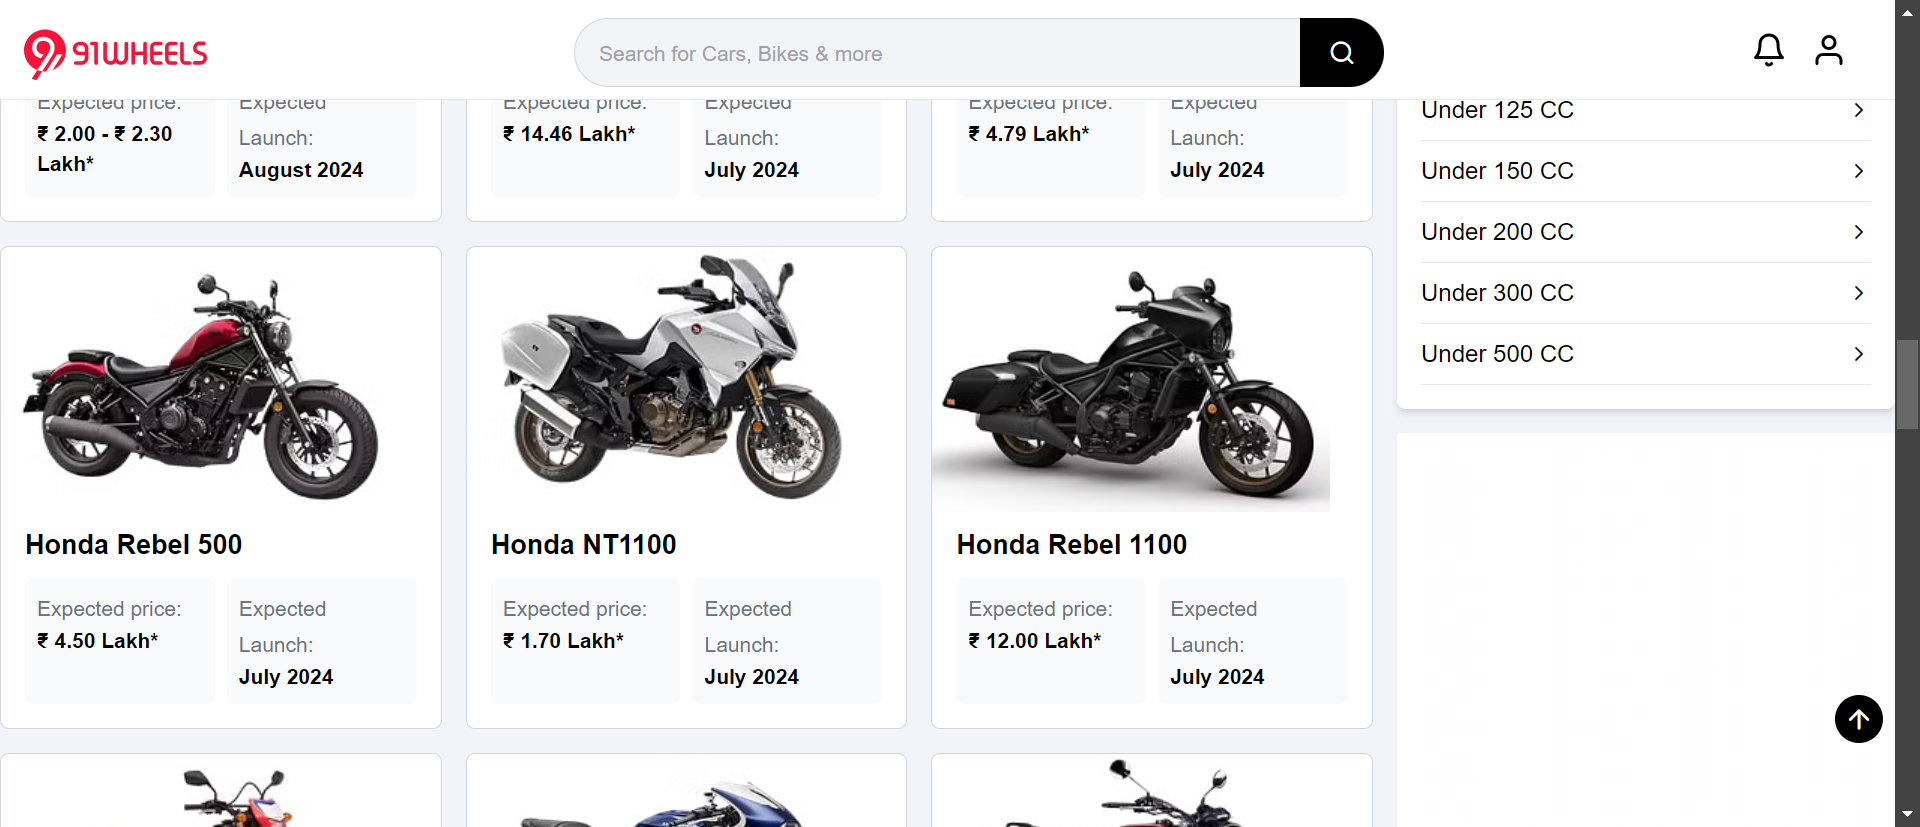 91WHEELS
Search for Cars, Bikes & more
Expected price:
₹ 2.00 - ₹ 2.30
Lakh*
Expected
Launch:
August 2024
Expected price:
₹ 14.46 Lakh*
Expected
Launch:
July 2024
Expected price:
₹ 4.79 Lakh*
Expected
Launch:
July 2024
Under 125 CC
Under 150 CC
Under 200 CC
Under 300 CC
Under 500 CC
Honda Rebel 500
Expected price:
₹ 4.50 Lakh*
Expected
Launch:
July 2024
Honda NT1100
Expected price:
₹ 1.70 Lakh*
Expected
Launch:
July 2024
Honda Rebel 1100
Expected price:
₹ 12.00 Lakh*
Expected
Launch:
July 2024